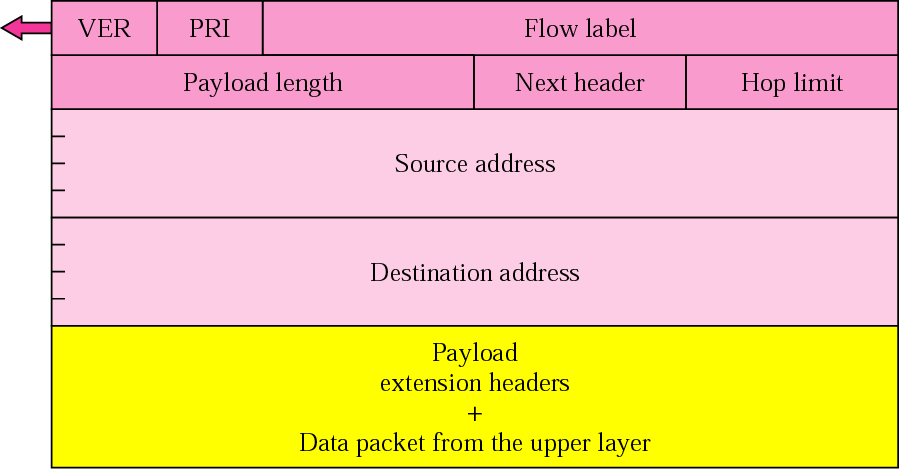 VER PRI Flow label
Payload length Next header Hop limit
Source address
Destination address
Payload
extension headers
+
Data packet from the upper layer